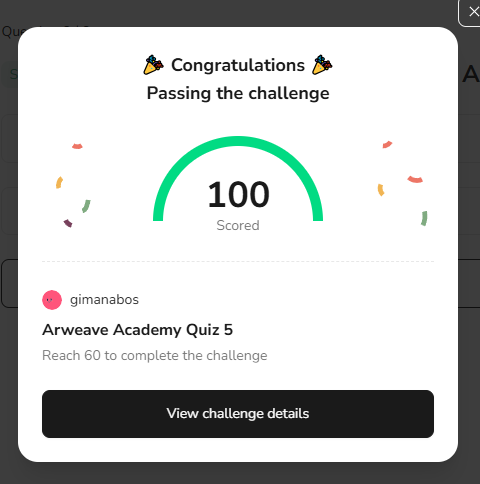 🎉 Congratulations 🎉
Passing the challenge
100
Scored
gimanabos
Arweave Academy Quiz 5
Reach 60 to complete the challenge
View challenge details